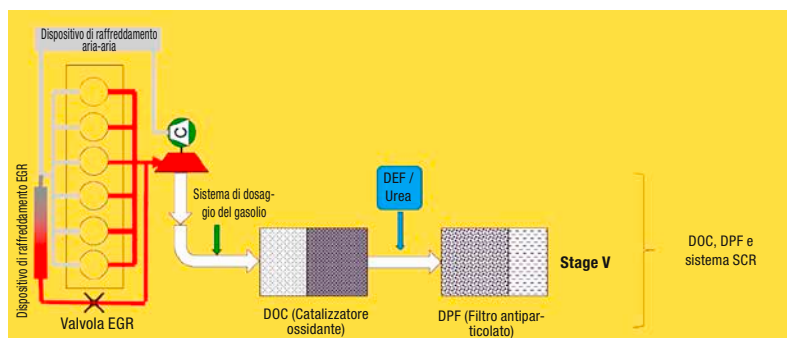 Dispositivo di raffreddamento
aria-aria
C
Dispositivo di raffreddamento EGR
Valvola EGR
Sistema di dosag-
gio del gasolio
DEF /
Urea
DOC (Catalizzatore
ossidante)
DPF (Filtro antipar-
ticolato)
Stage V
DOC, DPF e
sistema SCR